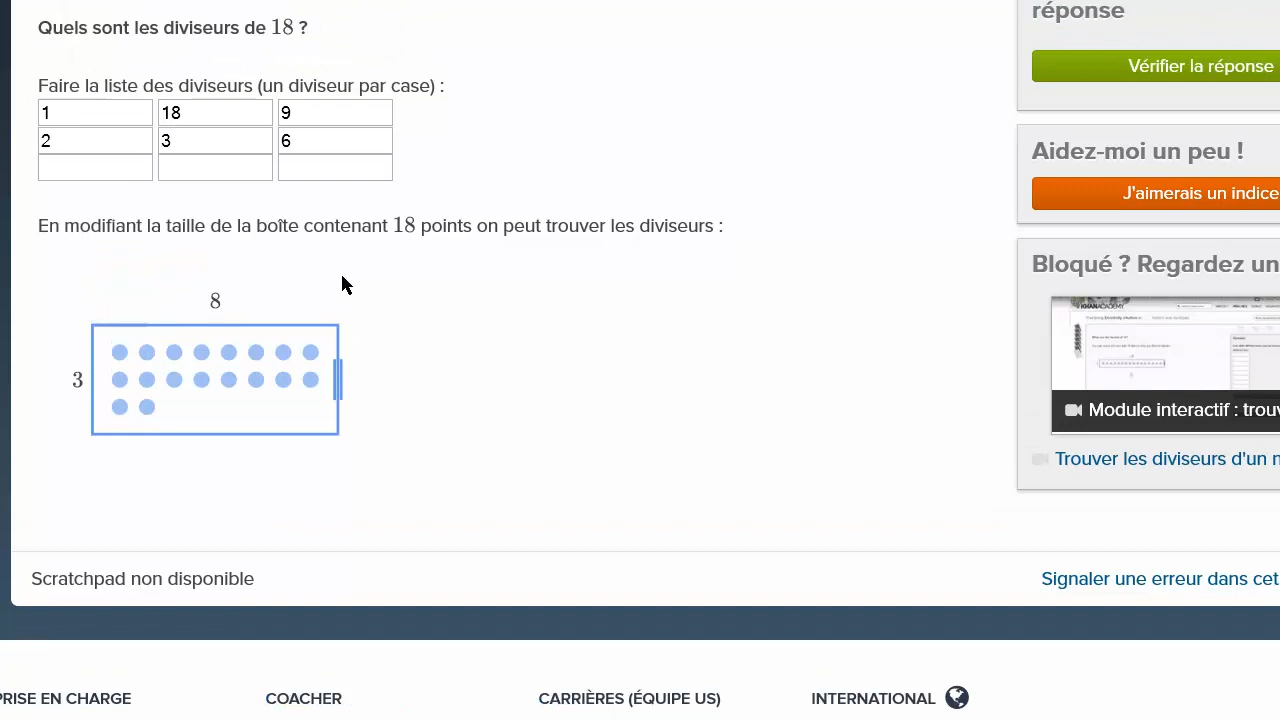 Quels sont les diviseurs de 18 ?
Faire la liste des diviseurs (un diviseur par case) :
1 18 9
2 3 6
En modifiant la taille de la boîte contenant 18 points on peut trouver les diviseurs :
8
3
réponse
Vérifier la réponse
Aidez-moi un peu !
J'aimerais un indice
Bloqué ? Regardez un
KHANACADEMY
Module interactif : trouv
Trouver les diviseurs d'un n
Scratchpad non disponible
Signaler une erreur dans cet
PRISE EN CHARGE
COACHER
CARRIÈRES (ÉQUIPE US)
INTERNATIONAL